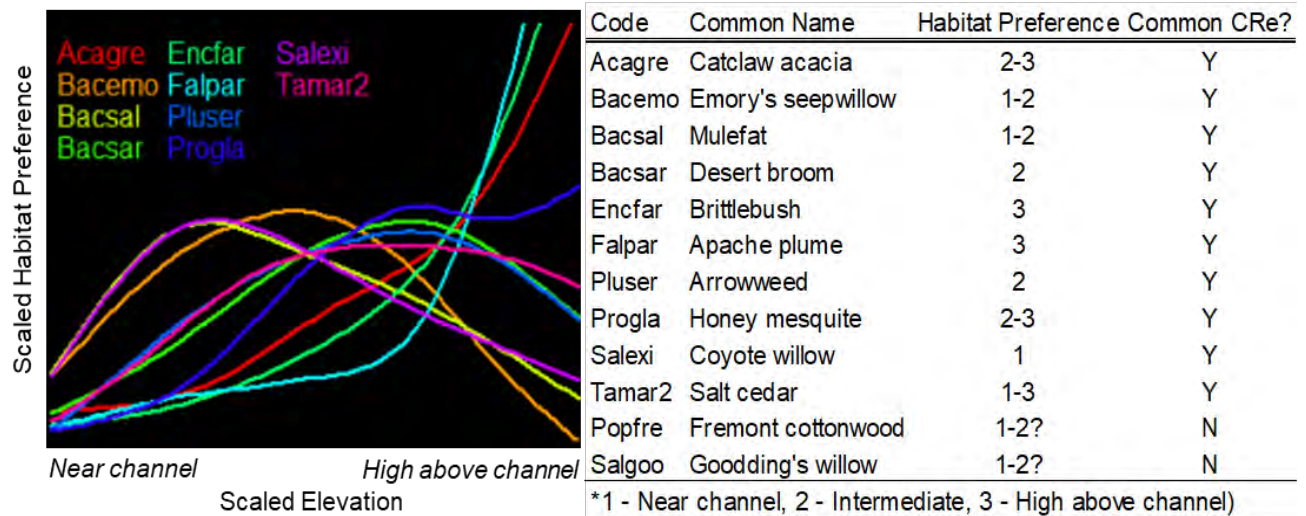 Scaled Habitat Preference
Acagre Encfar Salexi
Bacemo Falpar Tamar2
Bacsal Pluser
Bacsar Progla
Near channel High above channel
Scaled Elevation
Code Common Name Habitat Preference Common CRe?
Acagre Catclaw acacia 2-3 Y
Bacemo Emory's seepwillow 1-2 Y
Bacsal Mulefat 1-2 Y
Bacsar Desert broom 2 Y
Encfar Brittlebush 3 Y
Falpar Apache plume 3 Y
Pluser Arrowweed 2 Y
Progla Honey mesquite 2-3 Y
Salexi Coyote willow 1 Y
Tamar2 Salt cedar 1-3 Y
Popfre Fremont cottonwood 1-2? N
Salgoo Goodding's willow 1-2? N
*1 - Near channel, 2 - Intermediate, 3 - High above channel)